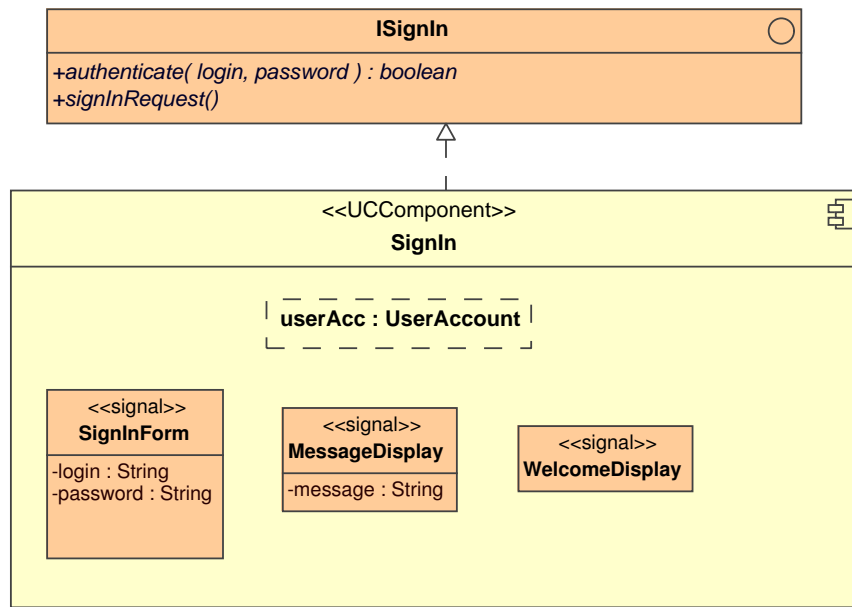 ISignIn
+authenticate( login, password ) : boolean
+signInRequest()
<<UCComponent>>
SignIn
userAcc : UserAccount
<<signal>>
SignInForm
-login : String
-password : String
<<signal>>
MessageDisplay
-message : String
<<signal>>
WelcomeDisplay